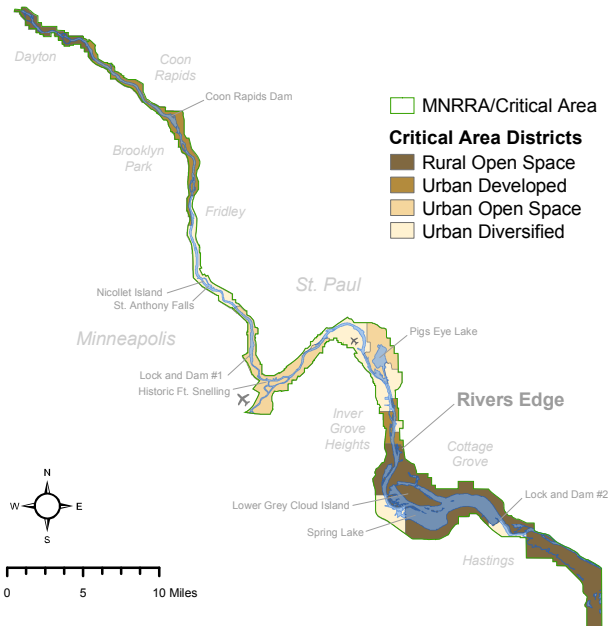 Dayton
Coon
Rapids
Coon Rapids Dam
MNRRA/Critical Area
Critical Area Districts
Rural Open Space
Urban Developed
Urban Open Space
Urban Diversified
Brooklyn
Park
Fridley
Nicollet Island
St. Anthony Falls
St. Paul
Minneapolis
Pigs Eye Lake
Lock and Dam #1
Historic Ft. Snelling
Rivers Edge
Inver
Grove
Heights
Cottage
Grove
Lower Grey Cloud Island
Lock and Dam #2
Spring Lake
Hastings
N
W
E
S
0
5
10 Miles